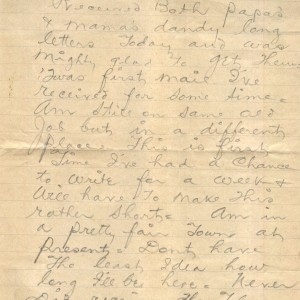 Received Both Papa's
& Mama's dandy long
letters Today and was
Mighty glad to get them
'Twas first mail I've
received for some time.
Am still on same old
Job but in a different
place. This is first
Time I've had a Chance
to write for a week &
Will have To make This
rather short. Am in
a pretty fair Town at
present. Don't have
The least Idea how
long I'll be here. Never